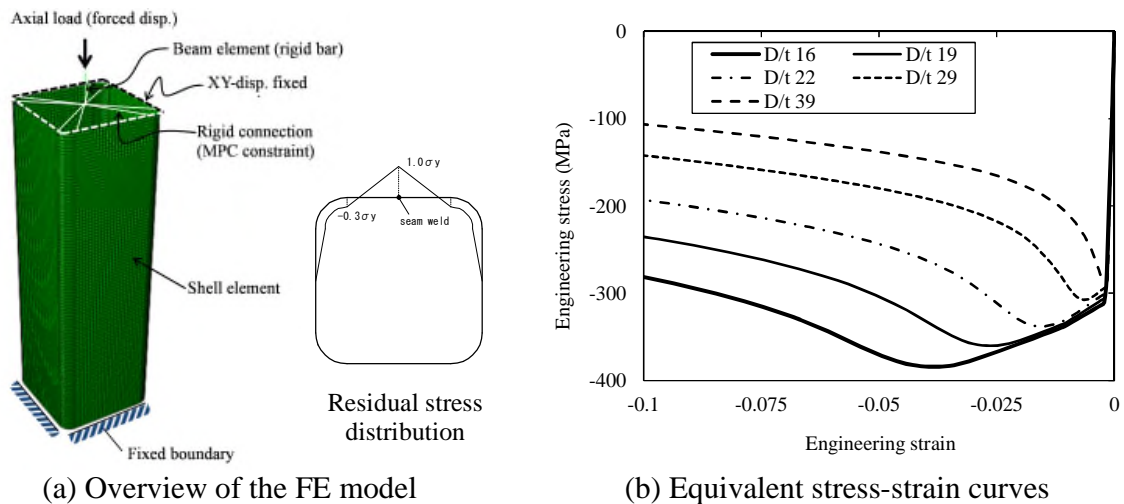 Axial load (forced disp.)
Beam element (rigid bar)
XY-disp. fixed
Rigid connection
(MPC constraint)
Shell element
Fixed boundary
1.0σy
-0.3σy
seam weld
Residual stress
distribution
(a) Overview of the FE model
0
-100
-200
-300
-400
Engineering stress (MPa)
D/t 16
D/t 19
D/t 22
D/t 29
D/t 39
-0.1
-0.075
-0.05
-0.025
0
Engineering strain
(b) Equivalent stress-strain curves